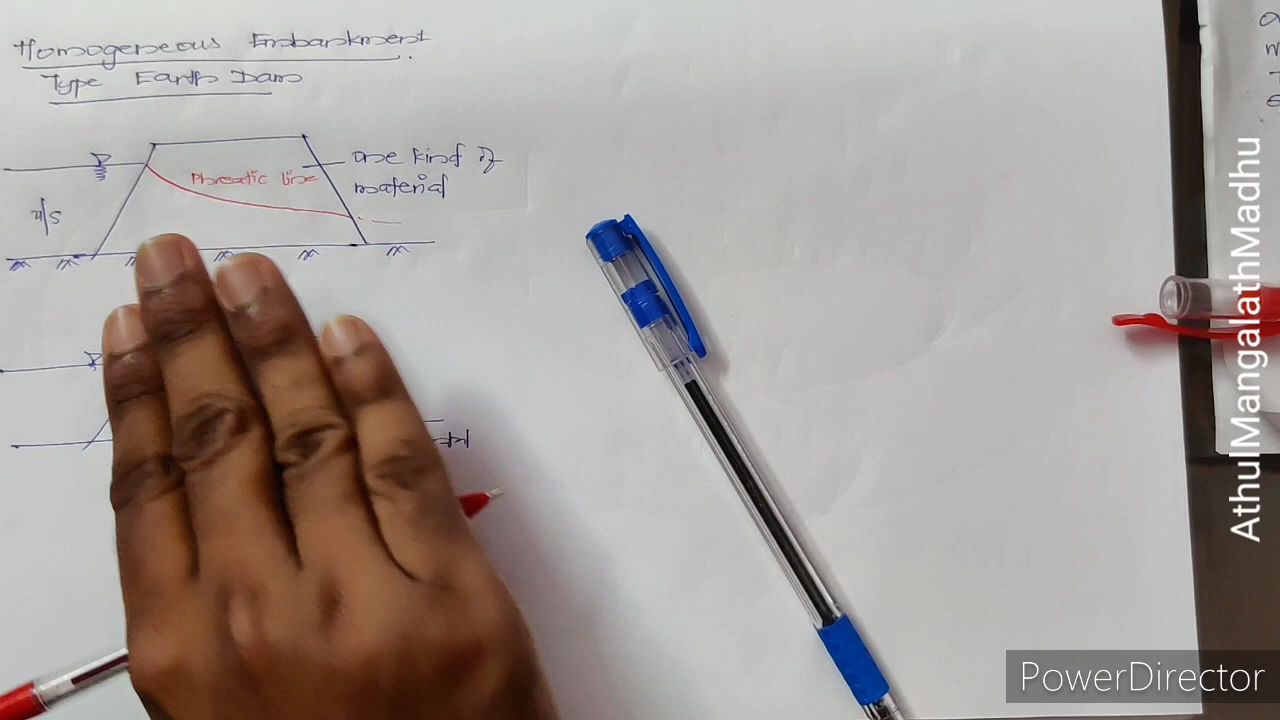 Homogeneous Embankment
Type Earth Dam
Phreatic line
one kind of
material
u/s
AthulMangalathMadhu
PowerDirector